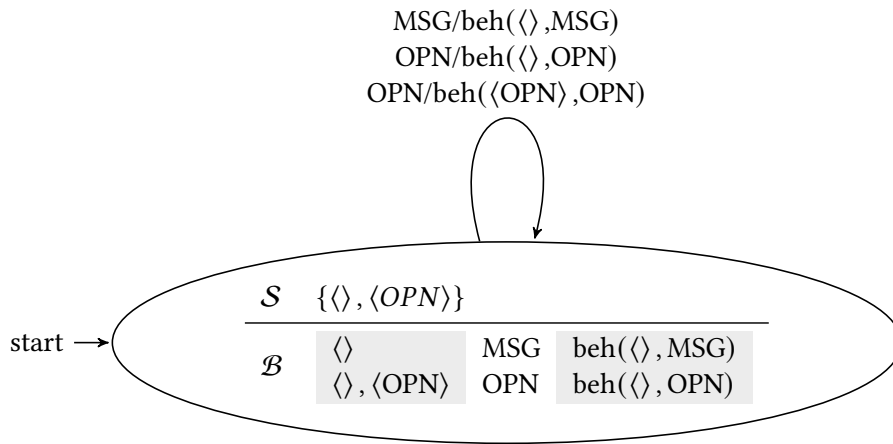 MSG/beh(⟨⟩ ,MSG)
OPN/beh(⟨⟩ ,OPN)
OPN/beh(⟨OPN⟩ ,OPN)
S {⟨⟩ , ⟨OPN⟩}
start
⟨⟩ MSG beh(⟨⟩ , MSG)
B
⟨⟩ , ⟨OPN⟩ OPN beh(⟨⟩ , OPN)